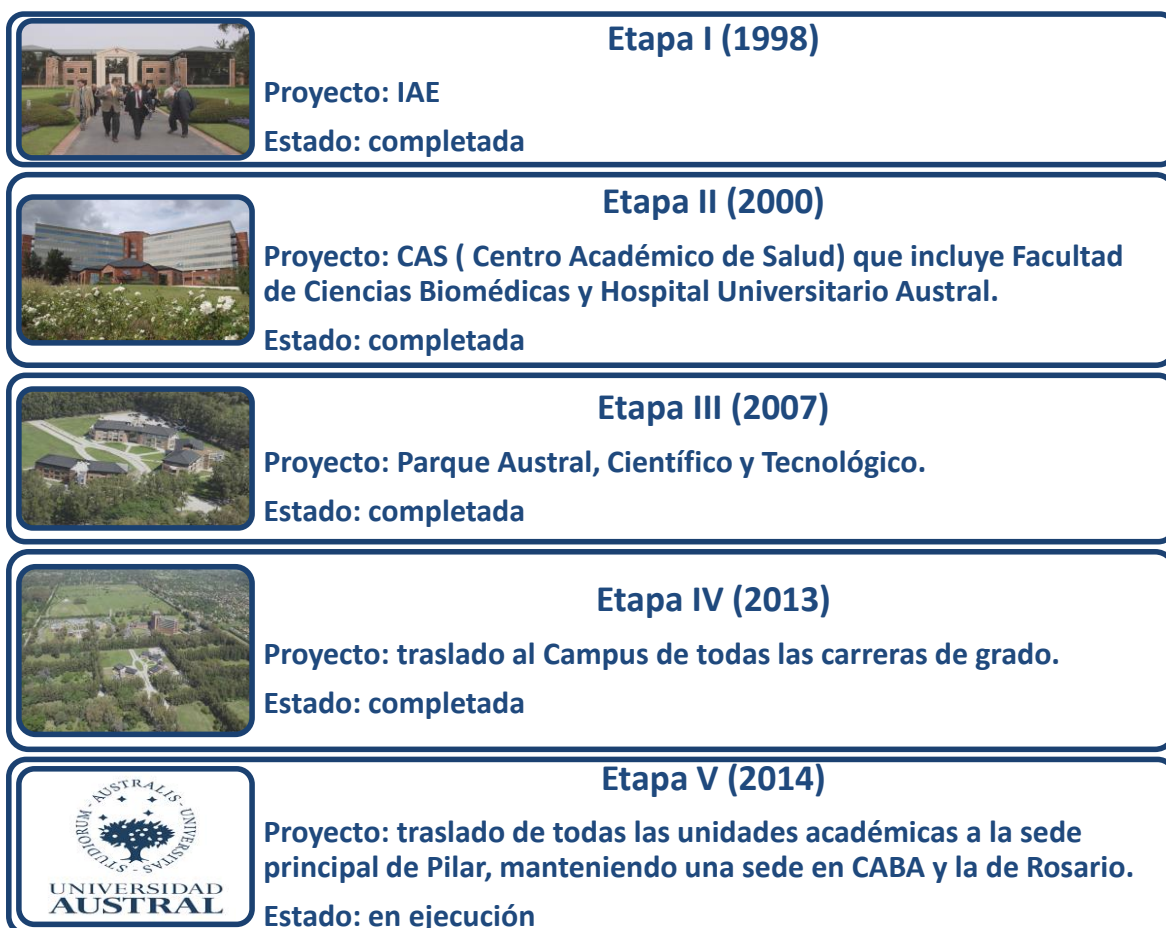 Etapa I (1998)
Proyecto: IAE
Estado: completada
Etapa II (2000)
Proyecto: CAS ( Centro Académico de Salud) que incluye Facultad
de Ciencias Biomédicas y Hospital Universitario Austral.
Estado: completada
Etapa III (2007)
Proyecto: Parque Austral, Científico y Tecnológico.
Estado: completada
Etapa IV (2013)
Proyecto: traslado al Campus de todas las carreras de grado.
Estado: completada
STUDIORUM - AUSTRALIS - UNIVERSITAS
UNIVERSIDAD
AUSTRAL
Etapa V (2014)
Proyecto: traslado de todas las unidades académicas a la sede
principal de Pilar, manteniendo una sede en CABA y la de Rosario.
Estado: en ejecución